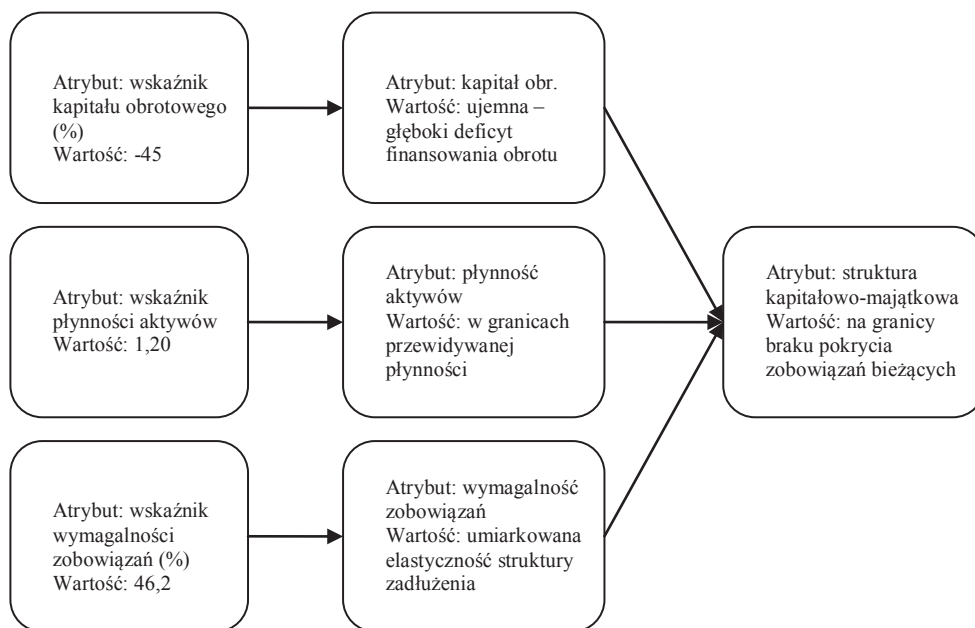 Atrybut: wskaźnik
kapitału obrotowego
(%)
Wartość: -45
Atrybut: kapitał obr.
Wartość: ujemna –
głęboki deficyt
finansowania obrotu
Atrybut: wskaźnik
płynności aktywów
Wartość: 1,20
Atrybut: płynność
aktywów
Wartość: w granicach
przewidywanej
płynności
Atrybut: struktura
kapitałowo-majątkowa
Wartość: na granicy
braku pokrycia
zobowiązań bieżących
Atrybut: wskaźnik
wymagalności
zobowiązań (%)
Wartość: 46,2
Atrybut: wymagalność
zobowiązań
Wartość: umiarkowana
elastyczność struktury
zadłużenia